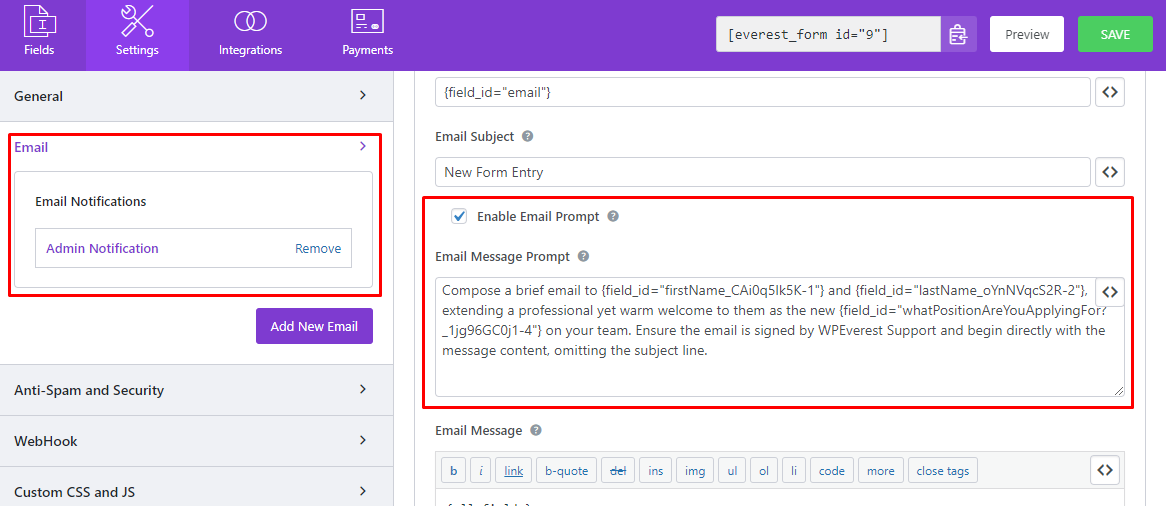 Fields
Settings
Integrations
Payments
[everest_form id="9"]
Preview
SAVE
General
Email
Email Notifications
Admin Notification
Remove
Add New Email
Anti-Spam and Security
WebHook
Custom CSS and JS
{field_id="email"}
Email Subject
New Form Entry
Enable Email Prompt
Email Message Prompt
Compose a brief email to {field_id="firstName_CAi0q5lk5K-1"} and {field_id="lastName_oYnNVqcS2R-2"},
extending a professional yet warm welcome to them as the new {field_id="whatPositionAreYouApplyingFor?
_1jg96GC0j1-4"} on your team. Ensure the email is signed by WPEverest Support and begin directly with the
message content, omitting the subject line.
Email Message
b
i
link
b-quote
del
ins
img
ul
ol
li
code
more
close tags